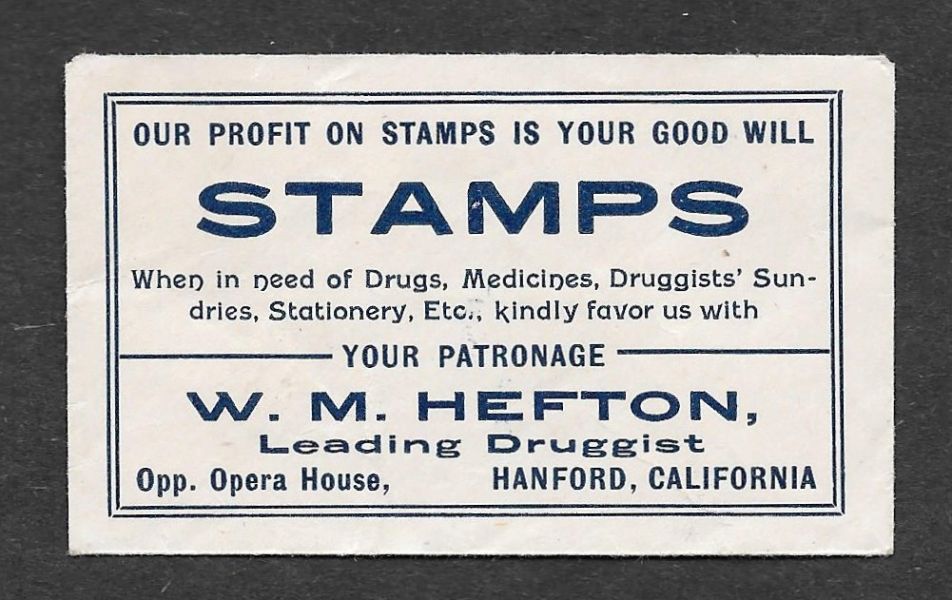 OUR PROFIT ON STAMPS IS YOUR GOOD WILL
STAMPS
When in need of Drugs, Medicines, Druggists' Sun-
dries, Stationery, Etc., kindly favor us with
YOUR PATRONAGE
W. M. HEFTON,
Leading Druggist
Opp. Opera House, HANFORD, CALIFORNIA